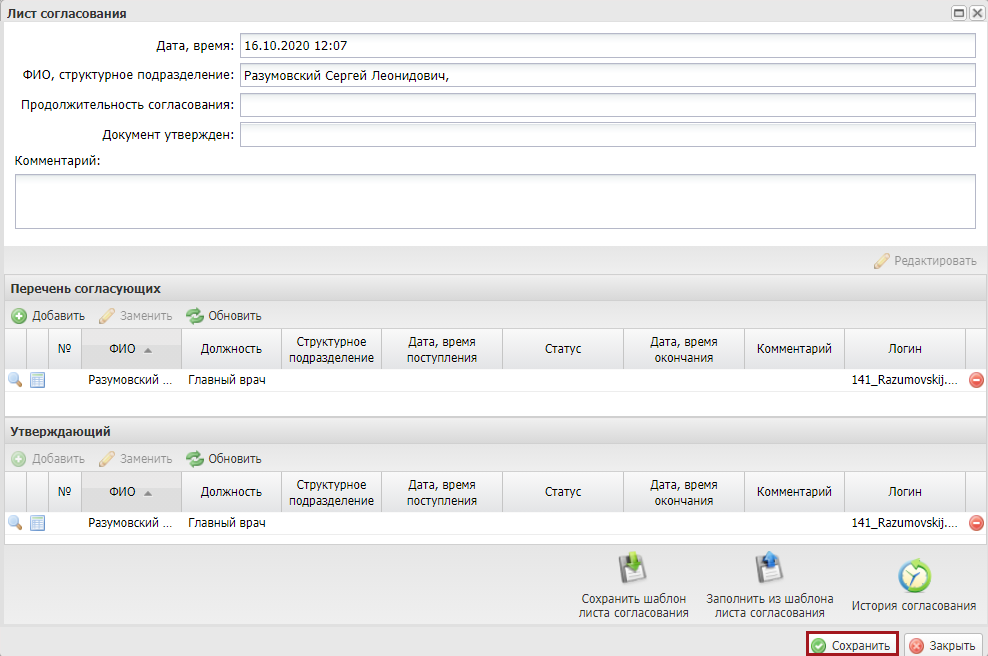 Лист согласования
Дата, время: 16.10.2020 12:07
ФИО, структурное подразделение: Разумовский Сергей Леонидович,
Продолжительность согласования:
Документ утвержден:
Комментарий:
Редактировать
Перечень согласующих
Добавить Заменить Обновить
№ ФИО Должность Структурное подразделение Дата, время поступления Статус Дата, время окончания Комментарий Логин
Разумовский ... Главный врач 141_Razumovskij....
Утверждающий
Добавить Заменить Обновить
№ ФИО Должность Структурное подразделение Дата, время поступления Статус Дата, время окончания Комментарий Логин
Разумовский ... Главный врач 141_Razumovskij....
Сохранить шаблон листа согласования Заполнить из шаблона листа согласования История согласования
Сохранить Закрыть